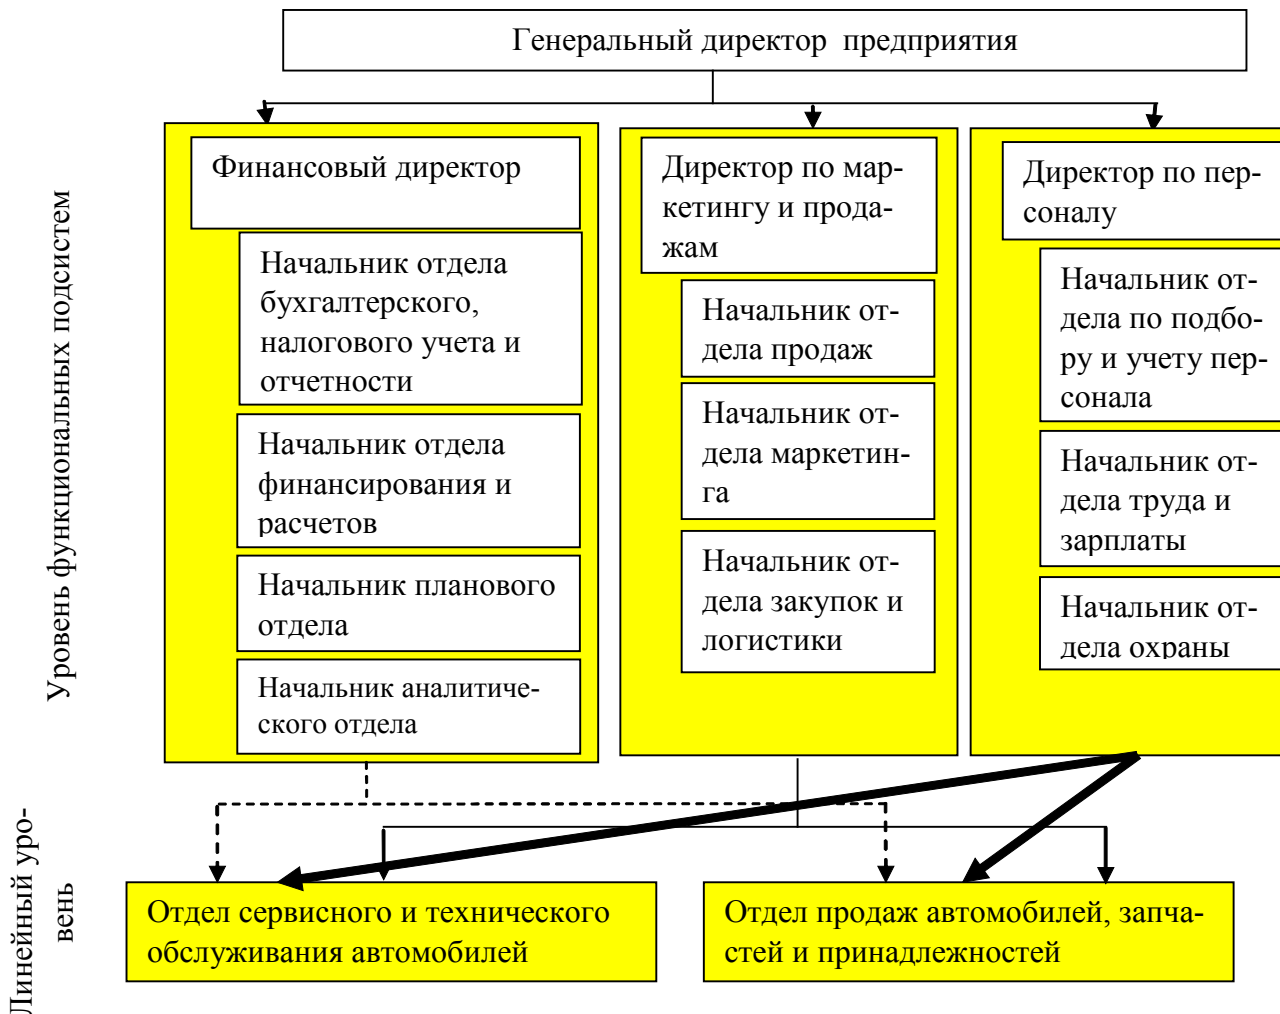 Генеральный директор предприятия
Уровень функциональных подсистем
Финансовый директор
Начальник отдела
бухгалтерского,
налогового учета и
отчетности
Начальник отдела
финансирования и
расчетов
Начальник планового
отдела
Начальник аналитиче-
ского отдела
Директор по мар-
кетингу и прода-
жам
Начальник от-
дела продаж
Начальник от-
дела маркетин-
га
Начальник от-
дела закупок и
логистики
Директор по пер-
соналу
Начальник от-
дела по подбо-
ру и учету пер-
сонала
Начальник от-
дела труда и
зарплаты
Начальник от-
дела охраны
Линейный уро-
вень
Отдел сервисного и технического
обслуживания автомобилей
Отдел продаж автомобилей, запча-
стей и принадлежностей